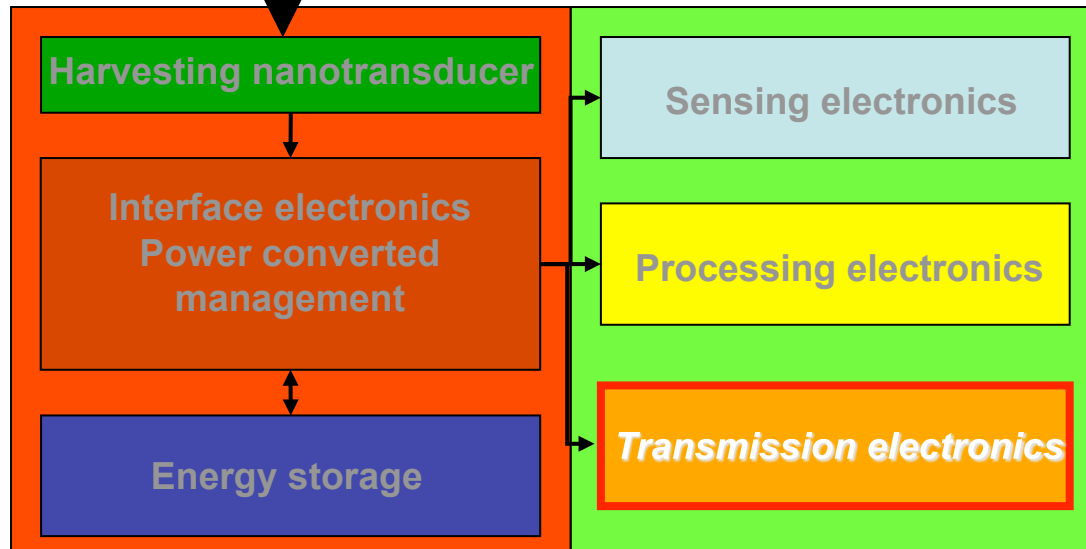 Harvesting nanotransducer
Interface electronics
Power converted
management
Energy storage
Sensing electronics
Processing electronics
Transmission electronics